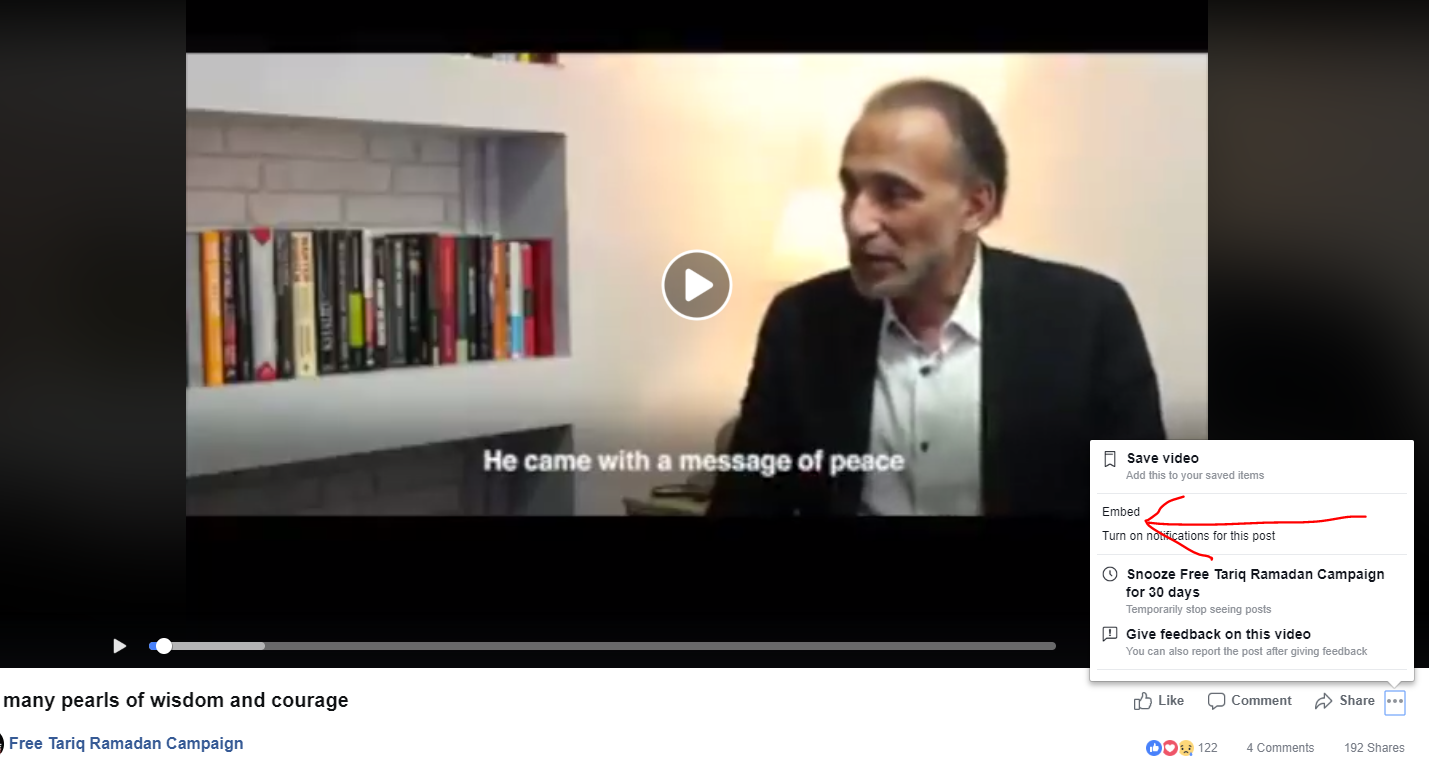 He came with a message of peace
Save video
Add this to your saved items
Embed
Turn on notifications for this post
Snooze Free Tariq Ramadan Campaign
for 30 days
Temporarily stop seeing posts
Give feedback on this video
You can also report the post after giving feedback
many pearls of wisdom and courage
Like
Comment
Share
Free Tariq Ramadan Campaign
122
4 Comments
192 Shares